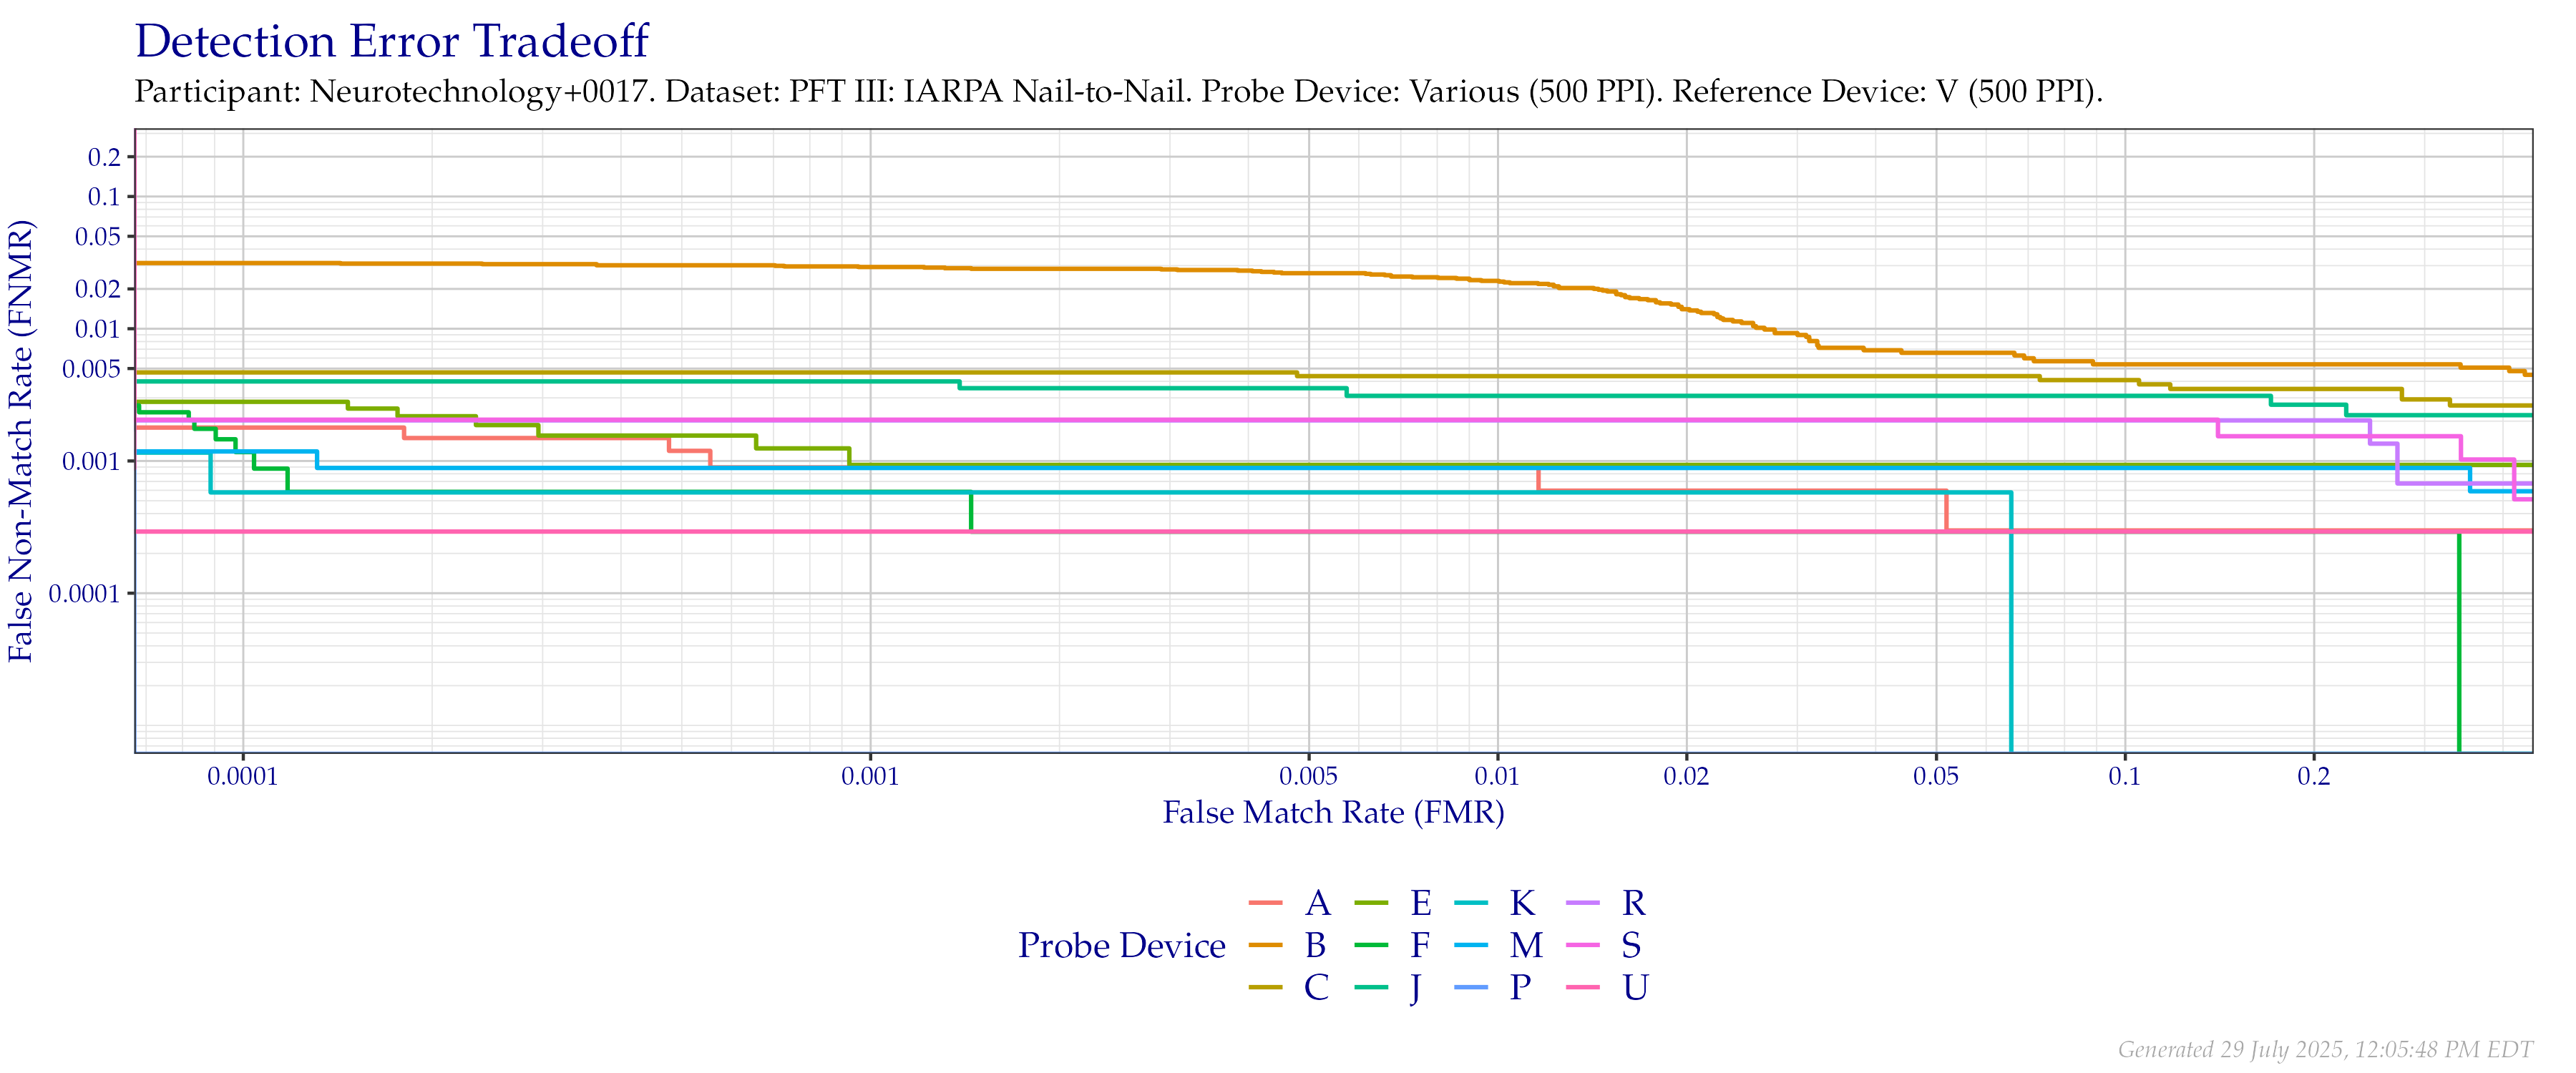 Detection Error Tradeoff
Participant: Neurotechnology+0017. Dataset: PFT III: IARPA Nail-to-Nail. Probe Device: Various (500 PPI). Reference Device: V (500 PPI).
False Non-Match Rate (FNMR)
0.2
0.1
0.05
0.02
0.01
0.005
0.001
0.0001
0.0001 0.001 0.005 0.01 0.02 0.05 0.1 0.2
False Match Rate (FMR)
Probe Device
A E K R
B F M S
C J P U
Generated 29 July 2025, 12:05:48 PM EDT